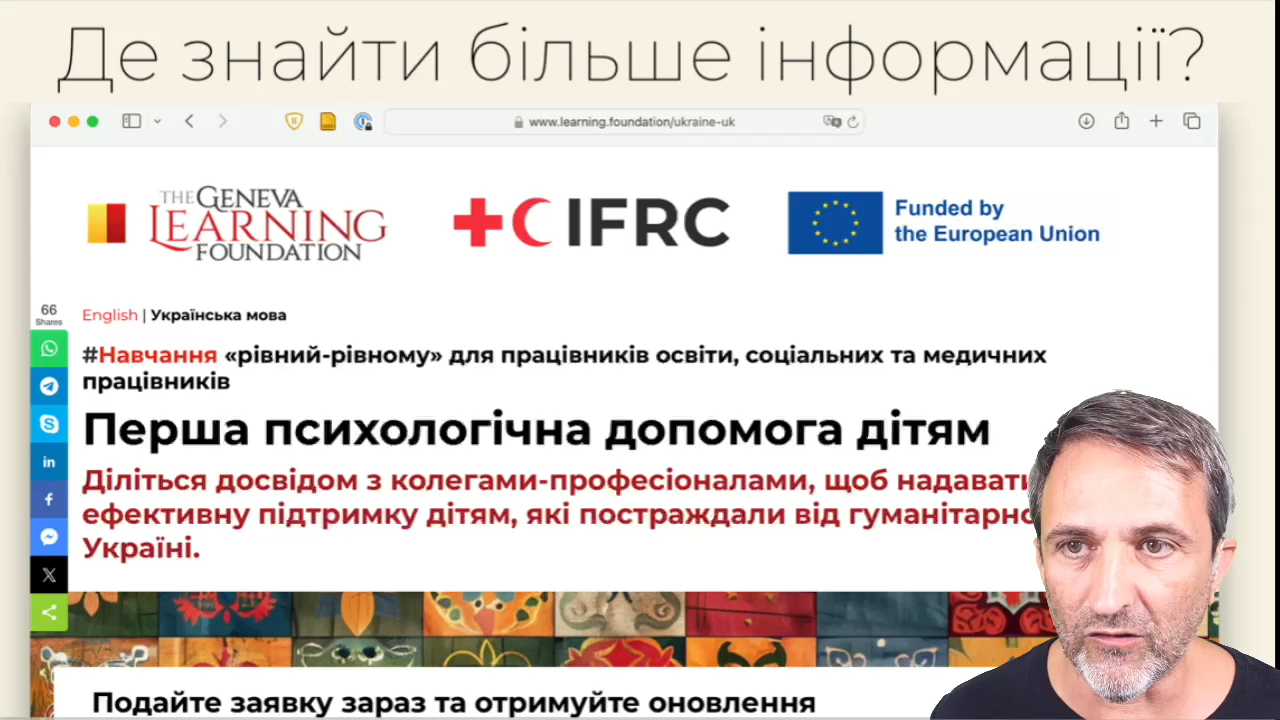 Де знайти більше інформації?
www.learning.foundation/ukraine-uk
THE GENEVA
LEARNING
FOUNDATION
IFRC
Funded by
the European Union
66
Shares
English | Українська мова
#Навчання «рівний-рівному» для працівників освіти, соціальних та медичних
працівників
Перша психологічна допомога дітям
Діліться досвідом з колегами-професіоналами, щоб надавати
ефективну підтримку дітям, які постраждали від
Україні.
Подайте заявку зараз та отримуйте оновлення